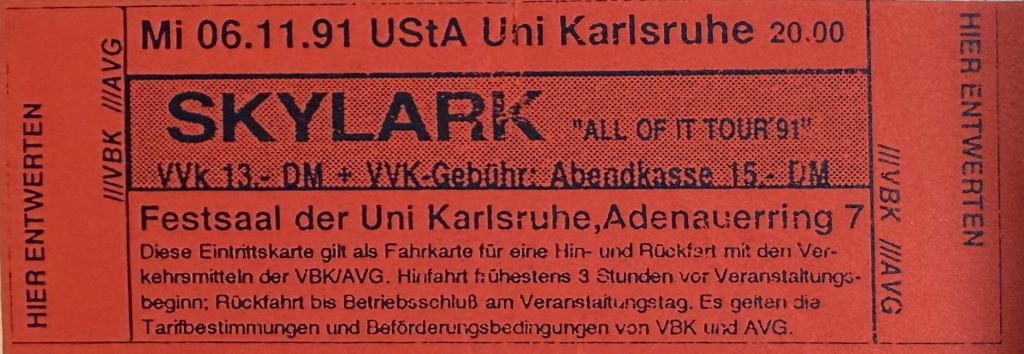 HIER ENTWERTEN
///VBK ///AVG
Mi 06.11.91 UStA Uni Karlsruhe 20.00
SKYLARK "ALL OF IT TOUR'91"
VVk 13.- DM + VVK-Gebühr: Abendkasse 15.- DM
Festsaal der Uni Karlsruhe,Adenauerring 7
Diese Eintrittskarte gilt als Fahrkarte für eine Hin- und Rückfart mit den Ver-
kehrsmitteln der VBK/AVG. Hinfahrt frühestens 3 Stunden vor Veranstaltungs-
beginn; Rückfahrt bis Betriebsschluß am Veranstaltungstag. Es gelten die
Tarifbestimmungen und Beförderungsbedingungen von VBK und AVG.
///VBK ///AVG
HIER ENTWERTEN